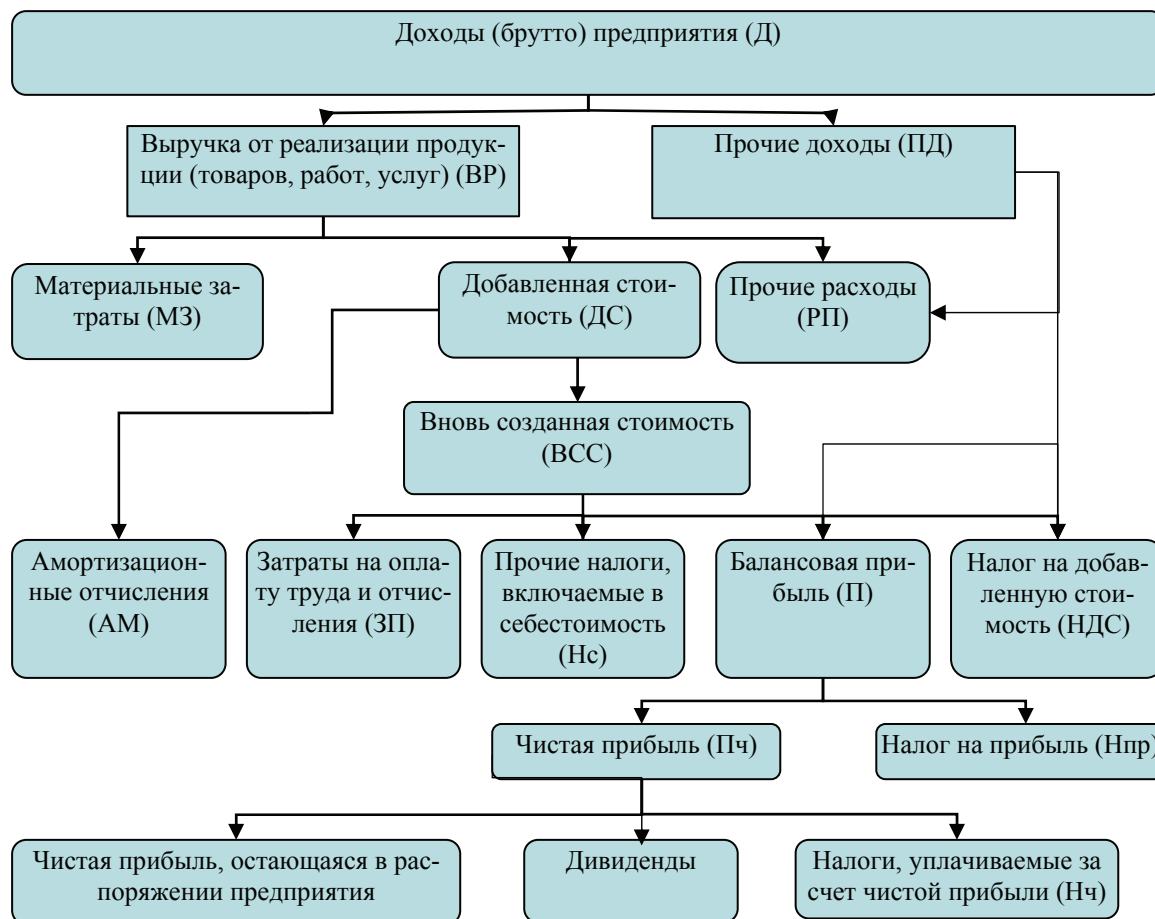 Доходы (брутто) предприятия (Д)
Выручка от реализации продук-
ции (товаров, работ, услуг) (ВР)
Прочие доходы (ПД)
Материальные за-
траты (МЗ)
Добавленная стои-
мость (ДС)
Прочие расходы
(РП)
Вновь созданная стоимость
(ВСС)
Амортизацион-
ные отчисления
(АМ)
Затраты на опла-
ту труда и отчис-
ления (ЗП)
Прочие налоги,
включаемые в
себестоимость
(Нс)
Балансовая при-
быль (П)
Налог на добав-
ленную стои-
мость (НДС)
Чистая прибыль (Пч)
Налог на прибыль (Нпр)
Чистая прибыль, остающаяся в рас-
поряжении предприятия
Дивиденды
Налоги, уплачиваемые за
счет чистой прибыли (Нч)